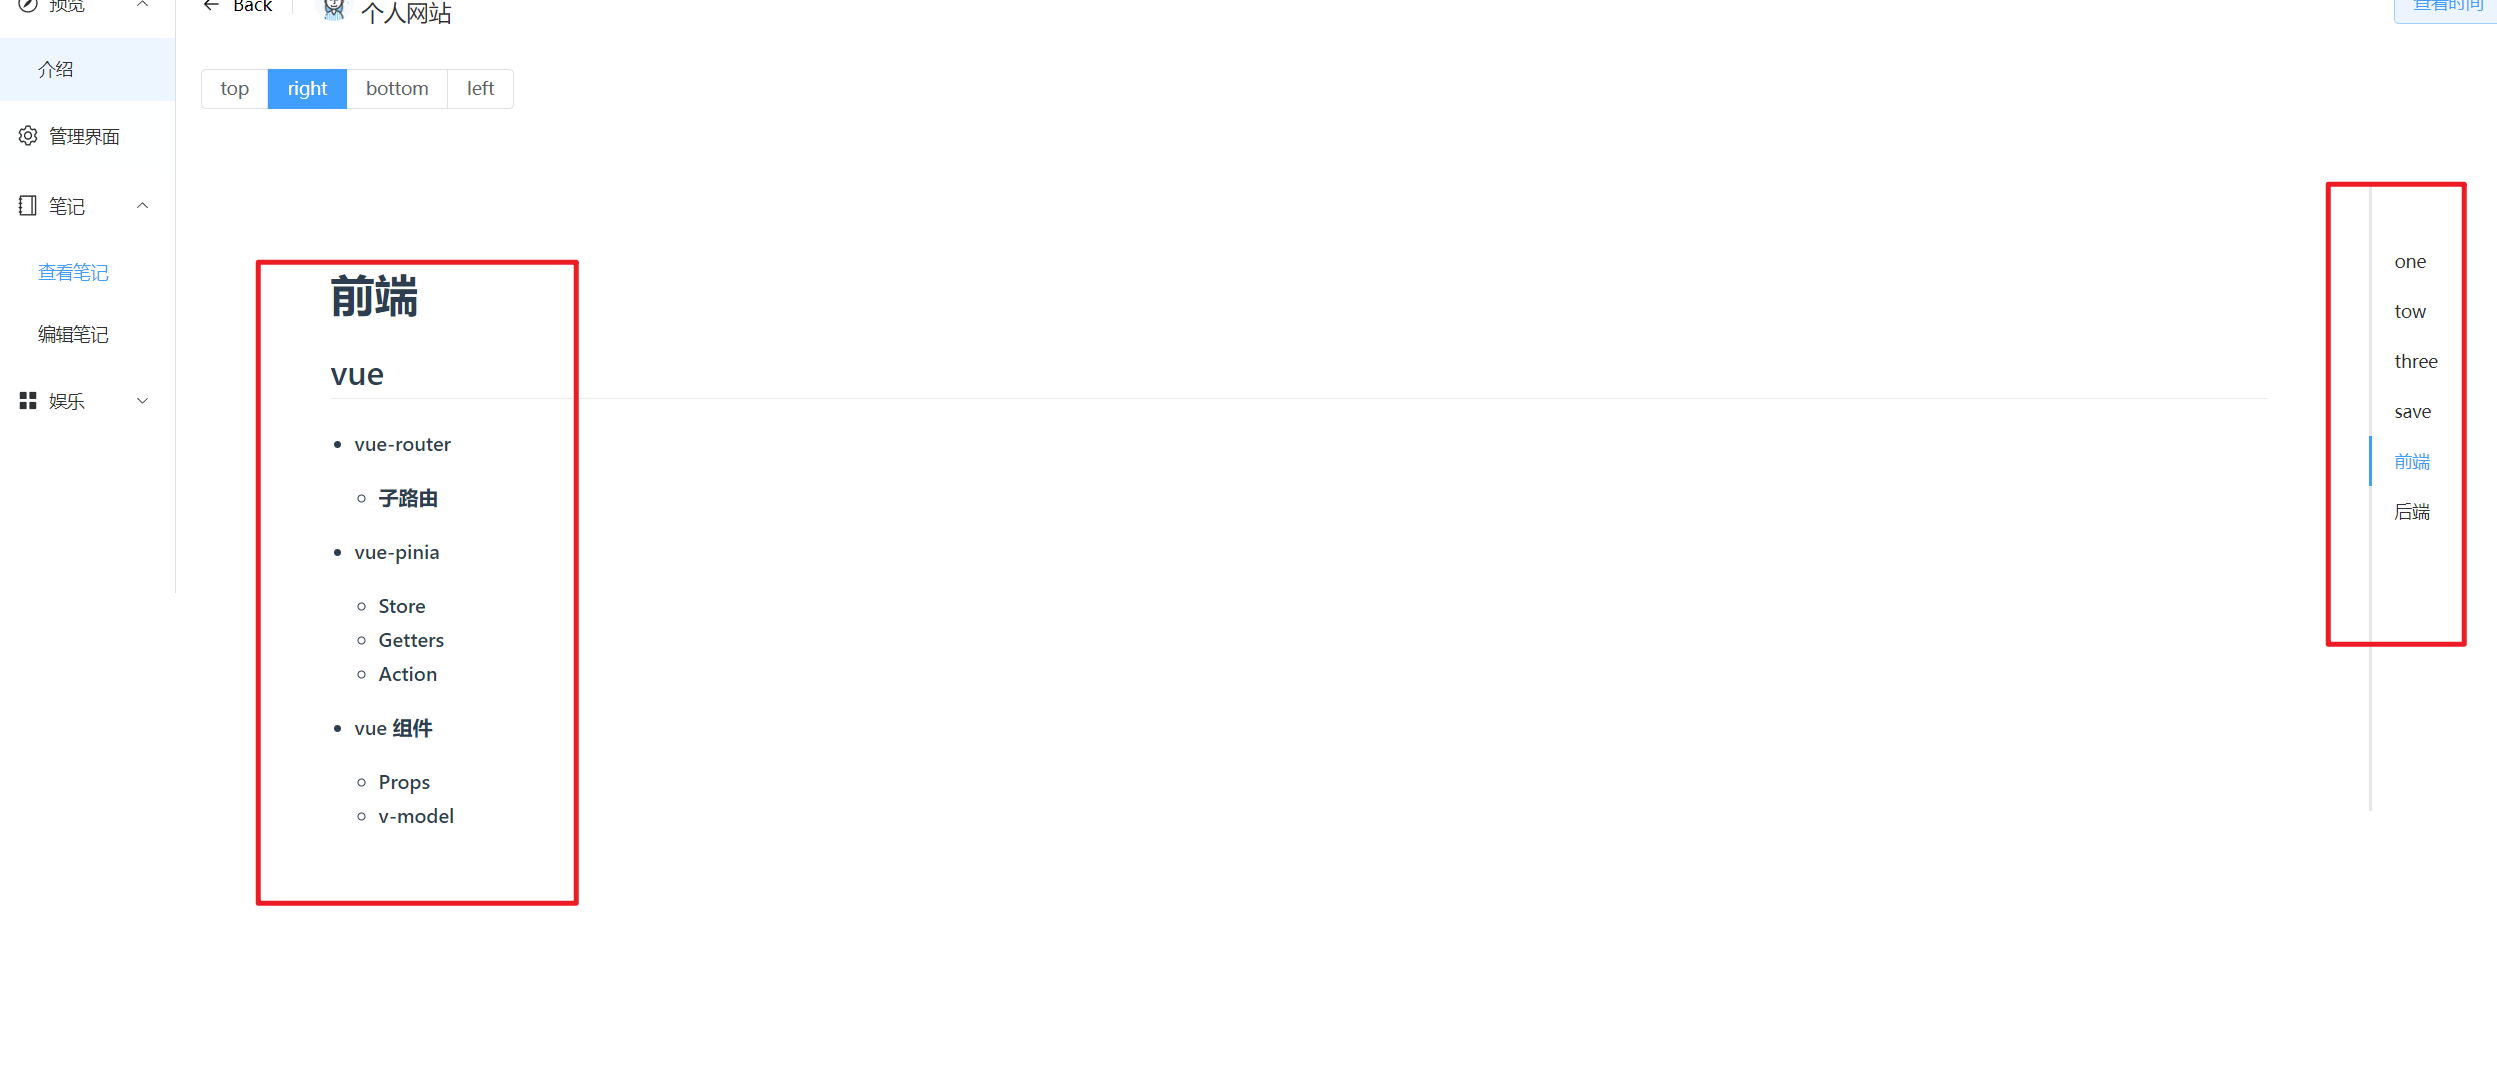 预览
介绍
管理界面
笔记
查看笔记
编辑笔记
娱乐
Back
个人网站
查看时间
top
right
bottom
left
前端
vue
vue-router
子路由
vue-pinia
Store
Getters
Action
vue 组件
Props
v-model
one
tow
three
save
前端
后端